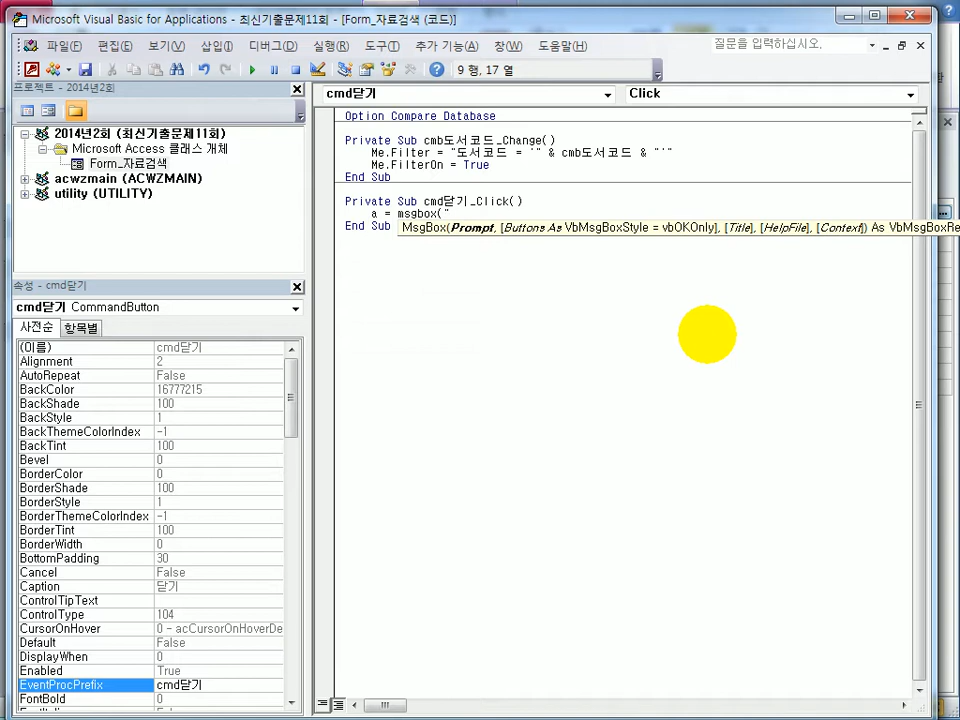 Microsoft Visual Basic for Applications - 최신기출문제11회 - [Form_자료검색 (코드)]
파일(F) 편집(E) 보기(V) 삽입(I) 디버그(D) 실행(R) 도구(T) 추가 기능(A) 창(W) 도움말(H) 질문을 입력하십시오.
9 행, 17 열
프로젝트 - 2014년2회
cmd닫기 Click
2014년2회 (최신기출문제11회)
Microsoft Access 클래스 개체
Form_자료검색
acwzmain (ACWZMAIN)
utility (UTILITY)
Option Compare Database
Private Sub cmb도서코드_Change()
Me.Filter = "도서코드 = '" & cmb도서코드 & "'"
Me.FilterOn = True
End Sub
Private Sub cmd닫기_Click()
a = msgbox("
End Sub
MsgBox(Prompt, [Buttons As VbMsgBoxStyle = vbOKOnly], [Title], [HelpFile], [Context]) As VbMsgBoxRe
속성 - cmd닫기
cmd닫기 CommandButton
사전순 항목별
(이름) cmd닫기
Alignment 2
AutoRepeat False
BackColor 16777215
BackShade 100
BackStyle 1
BackThemeColorIndex -1
BackTint 100
Bevel 0
BorderColor 0
BorderShade 100
BorderStyle 1
BorderThemeColorIndex -1
BorderTint 100
BorderWidth 0
BottomPadding 30
Cancel False
Caption 닫기
ControlTipText
ControlType 104
CursorOnHover 0 - acCursorOnHoverDe
Default False
DisplayWhen 0
Enabled True
EventProcPrefix cmd닫기
FontBold 0